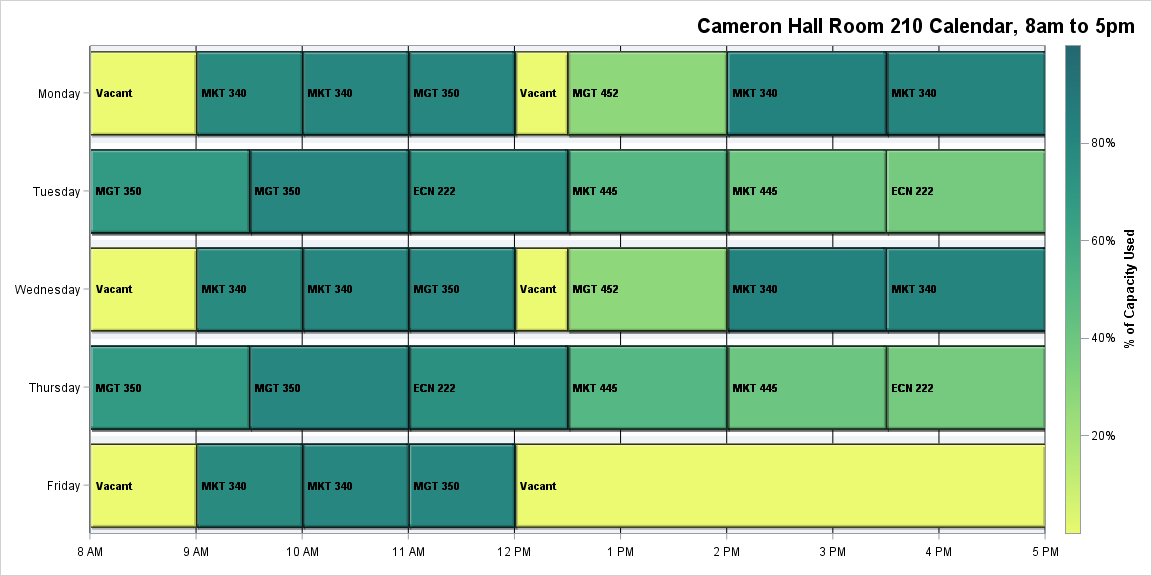 Cameron Hall Room 210 Calendar, 8am to 5pm
Monday
Vacant
MKT 340
MKT 340
MGT 350
Vacant
MGT 452
MKT 340
MKT 340
Tuesday
MGT 350
MGT 350
ECN 222
MKT 445
MKT 445
ECN 222
Wednesday
Vacant
MKT 340
MKT 340
MGT 350
Vacant
MGT 452
MKT 340
MKT 340
Thursday
MGT 350
MGT 350
ECN 222
MKT 445
MKT 445
ECN 222
Friday
Vacant
MKT 340
MKT 340
MGT 350
Vacant
8 AM
9 AM
10 AM
11 AM
12 PM
1 PM
2 PM
3 PM
4 PM
5 PM
80%
60%
40%
20%
% of Capacity Used